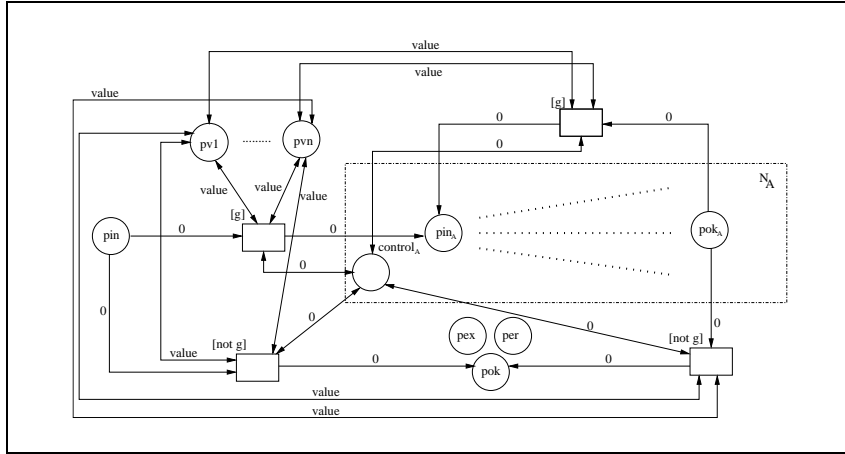 value
value
value
[g]
0
0
0
pv1
.........
pvn
value
value
value
N_A
[g]
pin
0
0
pin_A
pok_A
control_A
0
0
0
0
0
[not g]
pex
per
[not g]
value
0
pok
0
value
value